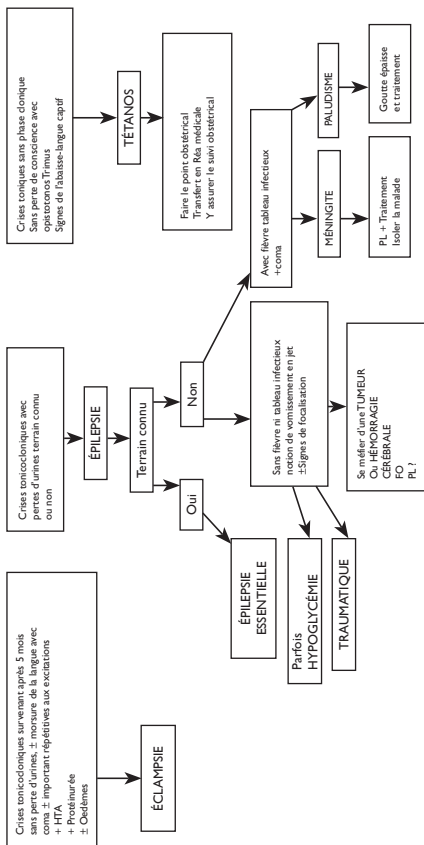 Crises tonicocloniques survenant après 5 mois
sans perte d'urines, ± morsure de la langue avec
coma ± important répétitives aux excitations
+ HTA
+ Protéinurée
± Oedèmes
ÉCLAMPSIE
Crises tonicocloniques avec
pertes d'urines terrain connu
ou non
ÉPILEPSIE
Terrain connu
Oui
Non
ÉPILEPSIE
ESSENTIELLE
Sans fièvre ni tableau infectieux
notion de vomissement en jet
±Signes de focalisation
Parfois
HYPOGLYCÉMIE
TRAUMATIQUE
Se méfier d'une TUMEUR
Ou HÉMORRAGIE
CÉRÉBRALE
FO
PL ?
Avec fièvre tableau infectieux
+coma
MÉNINGITE
PL + Traitement
Isoler la malade
PALUDISME
Goutte épaisse
et traitement
Crises toniques sans phase clonique
Sans perte de conscience avec
opistotonos Trimus
Signes de l'abaisse-langue captif
TÉTANOS
Faire le point obstétrical
Transfert en Réa médicale
Y assurer le suivi obstétrical